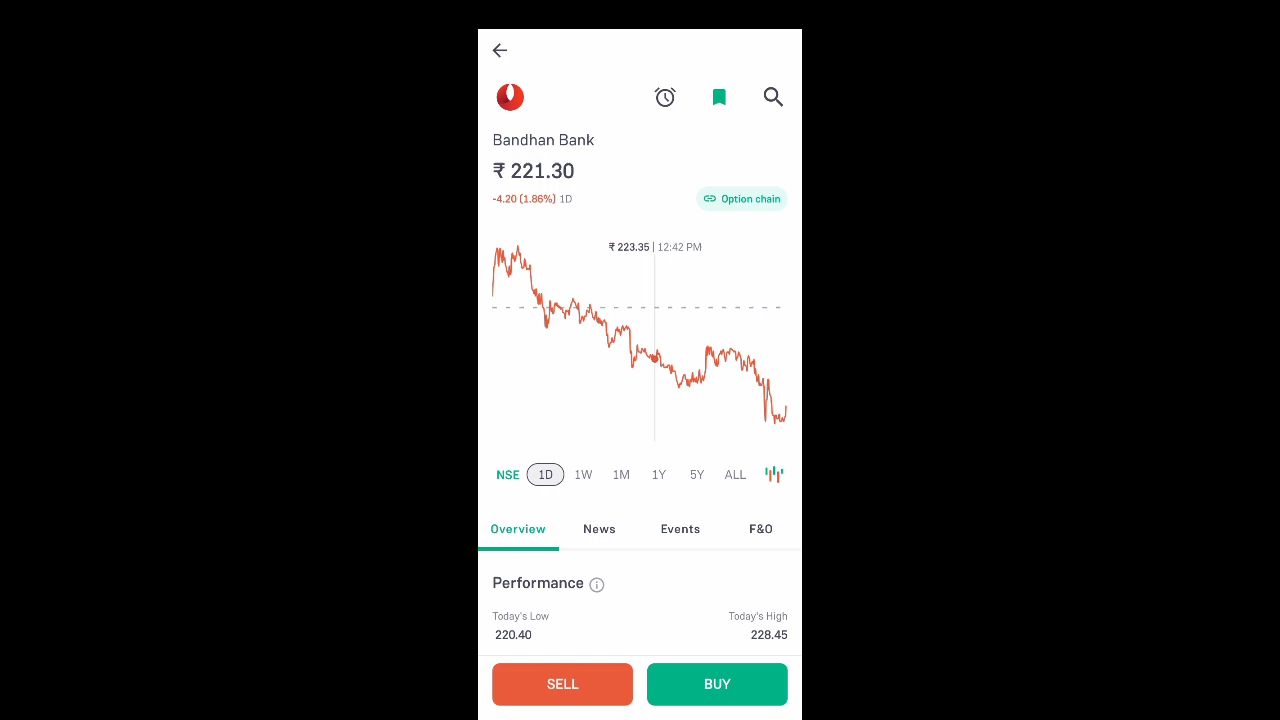 Bandhan Bank
₹ 221.30
-4.20 (1.86%) 1D
Option chain
₹ 223.35 | 12:42 PM
NSE 1D 1W 1M 1Y 5Y ALL
Overview News Events F&O
Performance
Today's Low Today's High
220.40 228.45
SELL BUY